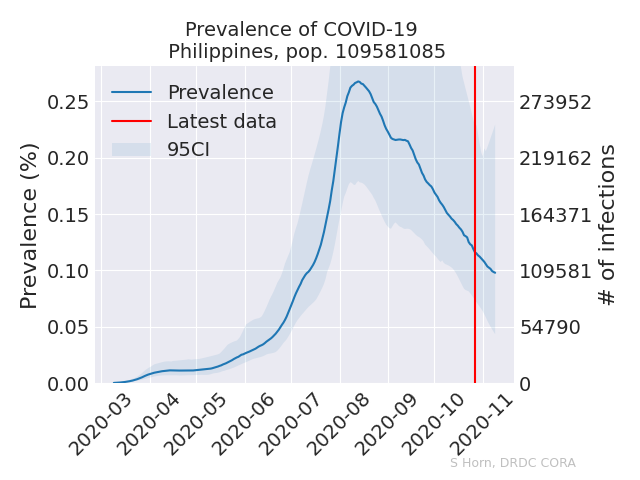 Prevalence of COVID-19
Philippines, pop. 109581085
Prevalence
Latest data
95CI
Prevalence (%)
0.25
0.20
0.15
0.10
0.05
0.00
273952
219162
164371
109581
54790
0
# of infections
2020-03
2020-04
2020-05
2020-06
2020-07
2020-08
2020-09
2020-10
2020-11
S Horn, DRDC CORA